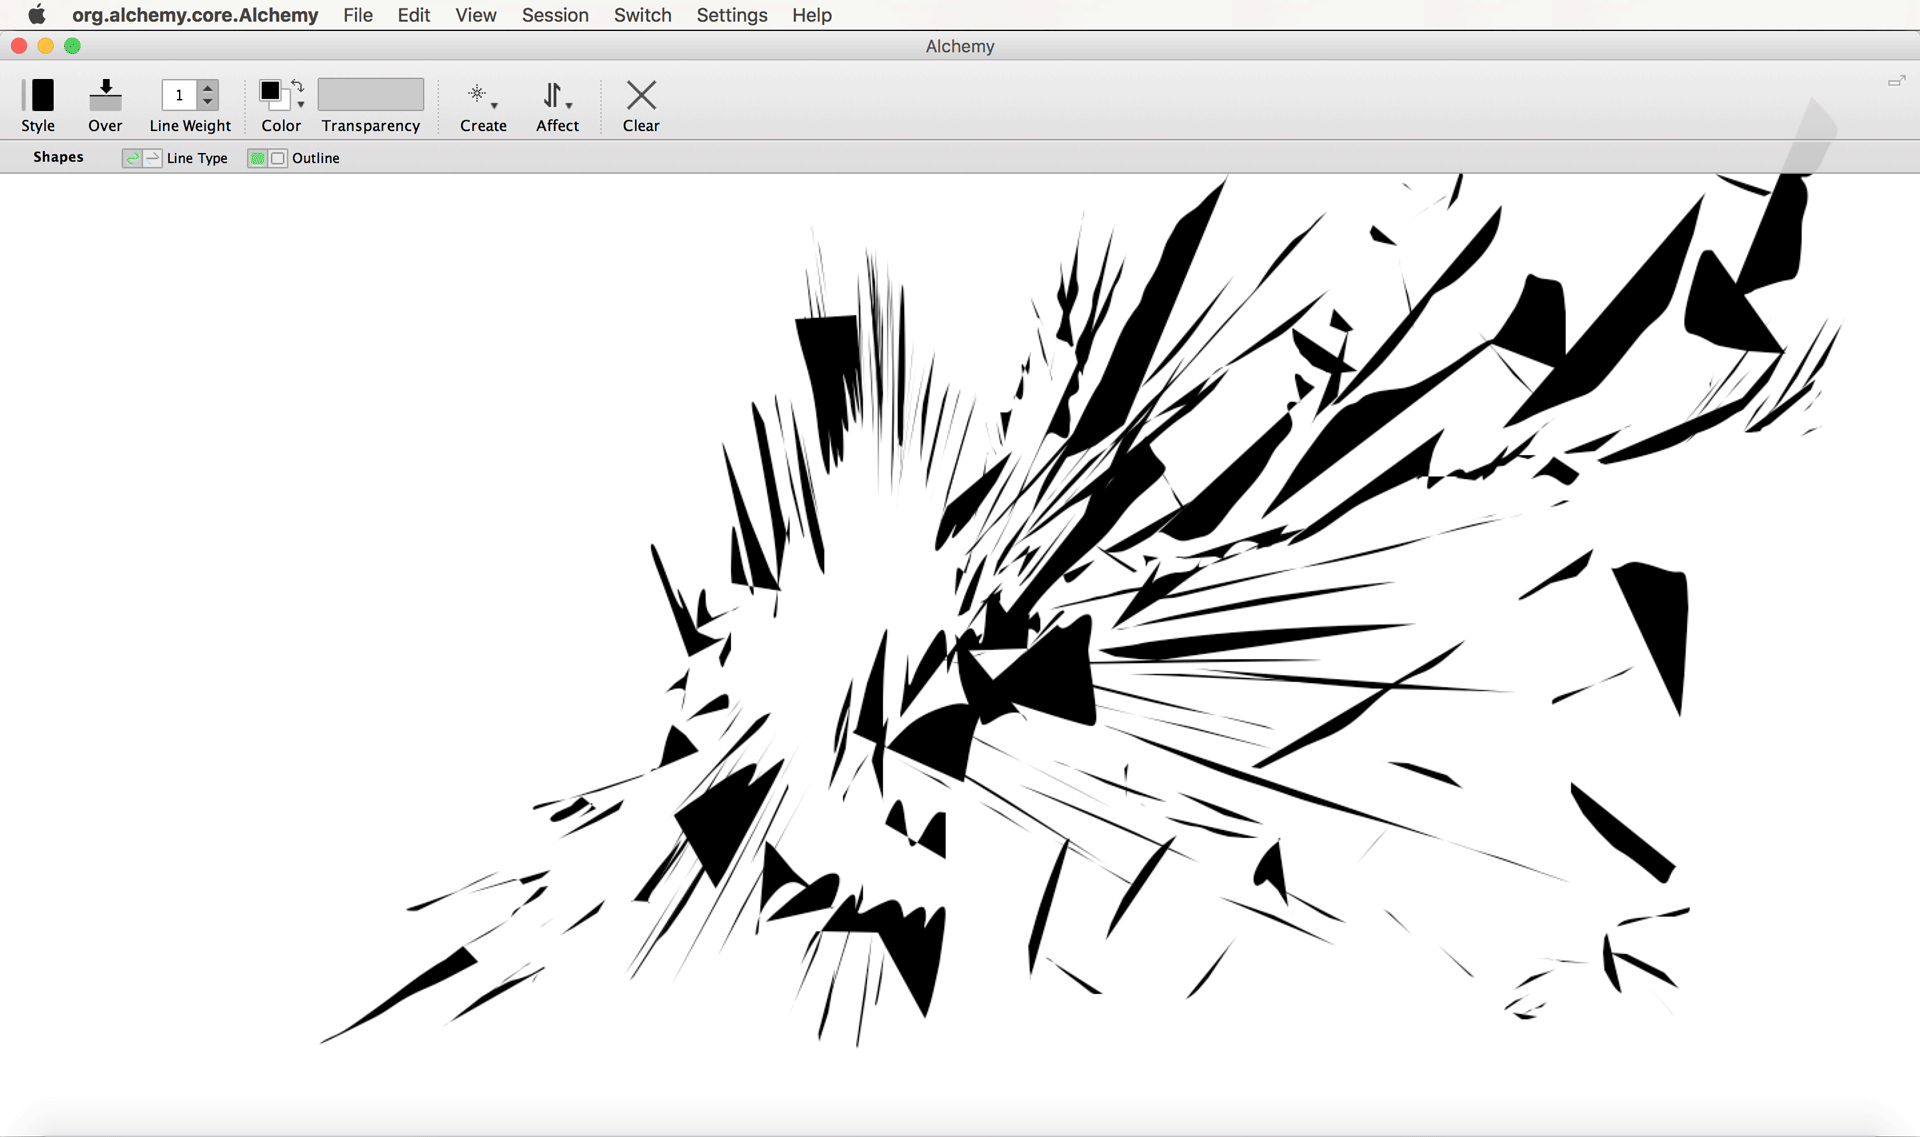 org.alchemy.core.Alchemy File Edit View Session Switch Settings Help
Alchemy
1
Style Over Line Weight Color Transparency Create Affect Clear
Shapes Line Type Outline